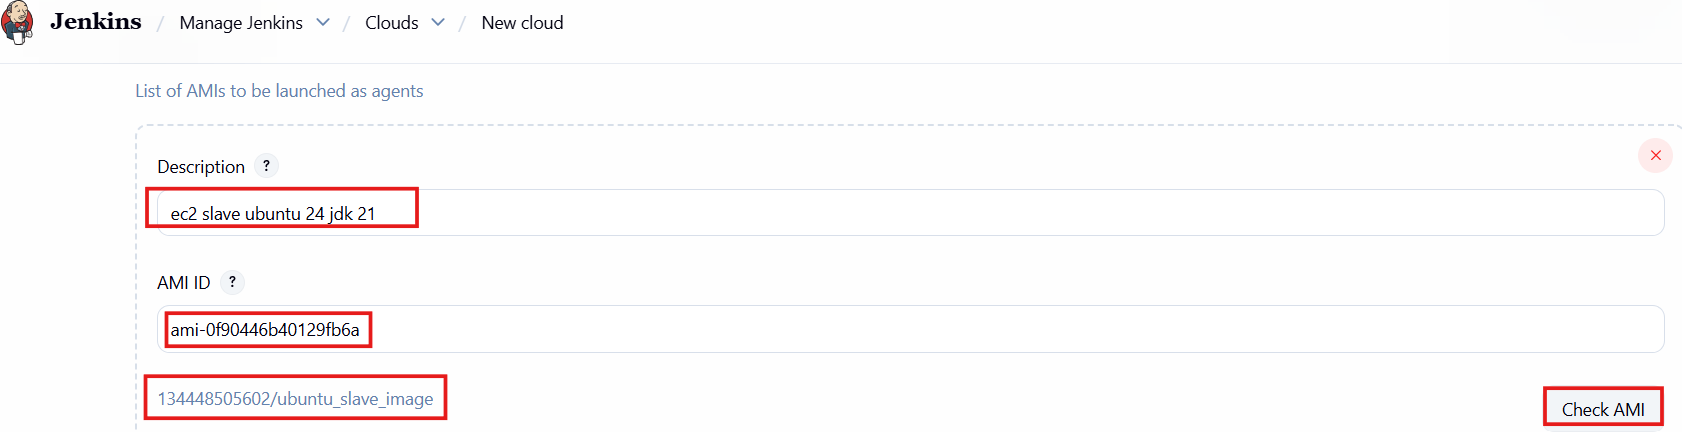 Jenkins / Manage Jenkins / Clouds / New cloud
List of AMIs to be launched as agents
Description ?
ec2 slave ubuntu 24 jdk 21
AMI ID ?
ami-0f90446b40129fb6a
134448505602/ubuntu_slave_image
Check AMI